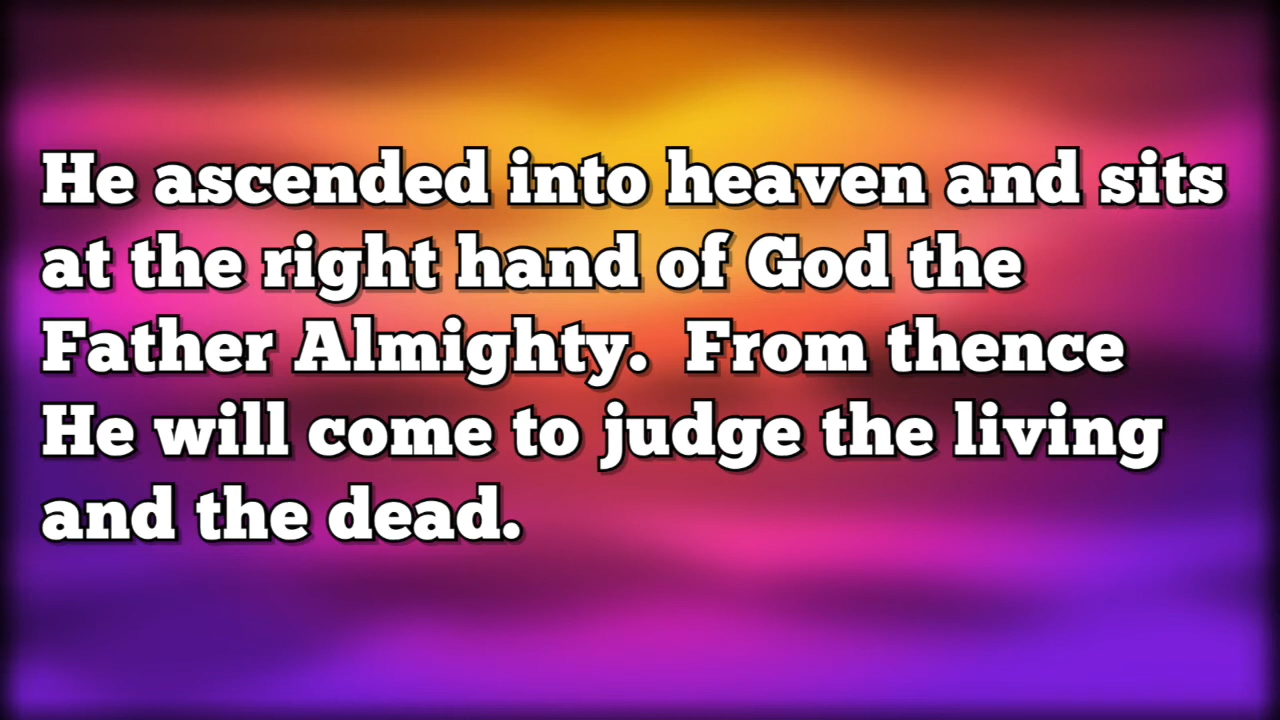 He ascended into heaven and sits
at the right hand of God the
Father Almighty.  From thence
He will come to judge the living
and the dead.